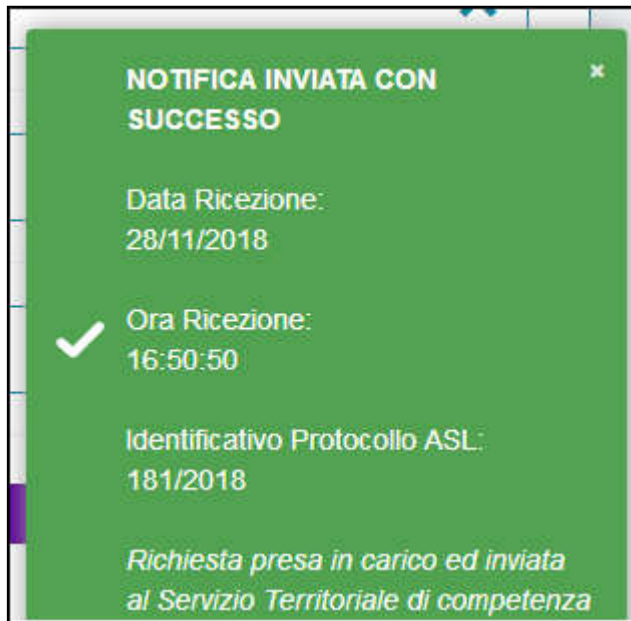 NOTIFICA INVIATA CON
SUCCESSO
Data Ricezione:
28/11/2018
Ora Ricezione:
16:50:50
Identificativo Protocollo ASL:
181/2018
Richiesta presa in carico ed inviata
al Servizio Territoriale di competenza